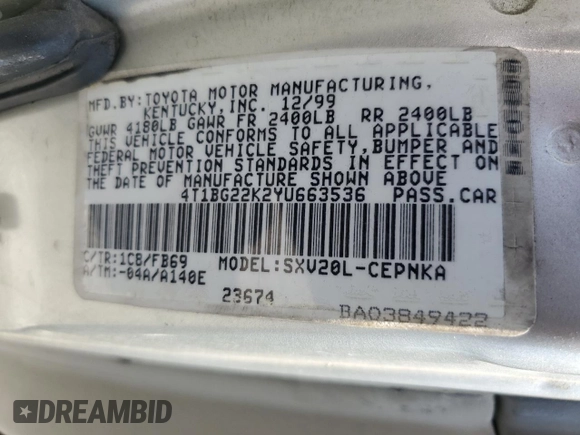 MFD.BY:TOYOTA MOTOR MANUFACTURING,
KENTUCKY,INC. 12/99
GVWR 4180LB GAWR FR 2400LB RR 2400LB
THIS VEHICLE CONFORMS TO ALL APPLICABLE
FEDERAL MOTOR VEHICLE SAFETY,BUMPER AND
THEFT PREVENTION STANDARDS IN EFFECT ON
THE DATE OF MANUFACTURE SHOWN ABOVE
4T1BG22K2YU663536 PASS.CAR
C/TR:1CB/FB69 MODEL:SXV20L-CEPNKA
A/TM:-04A/A140E
23674
BA03849422
DREAMBID